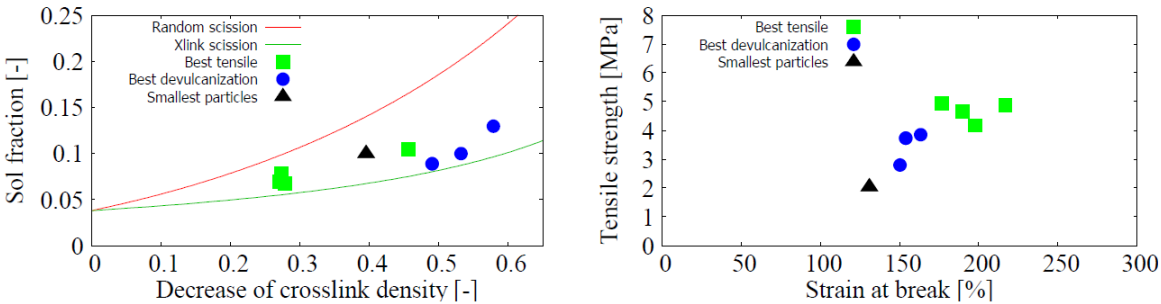 Random scission
Xlink scission
Best tensile
Best devulcanization
Smallest particles
0.25
0.2
0.15
0.1
0.05
0
Sol fraction [-]
0 0.1 0.2 0.3 0.4 0.5 0.6
Decrease of crosslink density [-]
Best tensile
Best devulcanization
Smallest particles
8
7
6
5
4
3
2
1
0
Tensile strength [MPa]
0 50 100 150 200 250 300
Strain at break [%]